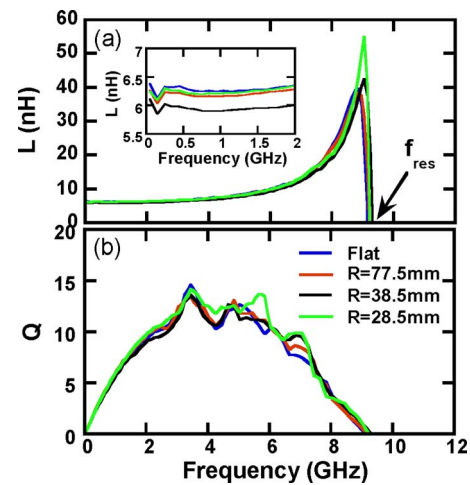 (a)
L (nH)
60
50
40
30
20
10
0
L (nH)
7
6.5
6
5.5
0 0.5 1 1.5 2
Frequency (GHz)
f_res
(b)
Q
20
15
10
5
0
Flat
R=77.5mm
R=38.5mm
R=28.5mm
0 2 4 6 8 10 12
Frequency (GHz)